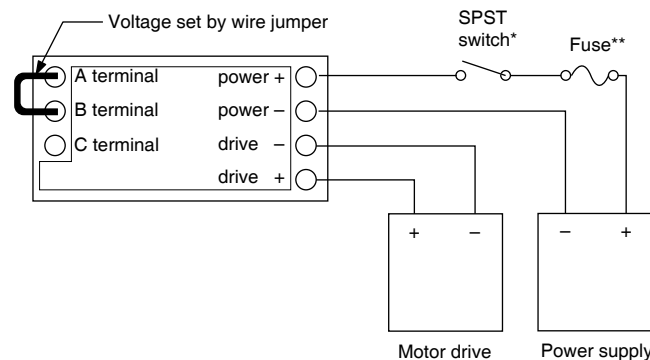 Voltage set by wire jumper
SPST
switch*
Fuse**
A terminal
power +
B terminal
power –
C terminal
drive –
drive +
+ –
– +
Motor drive
Power supply